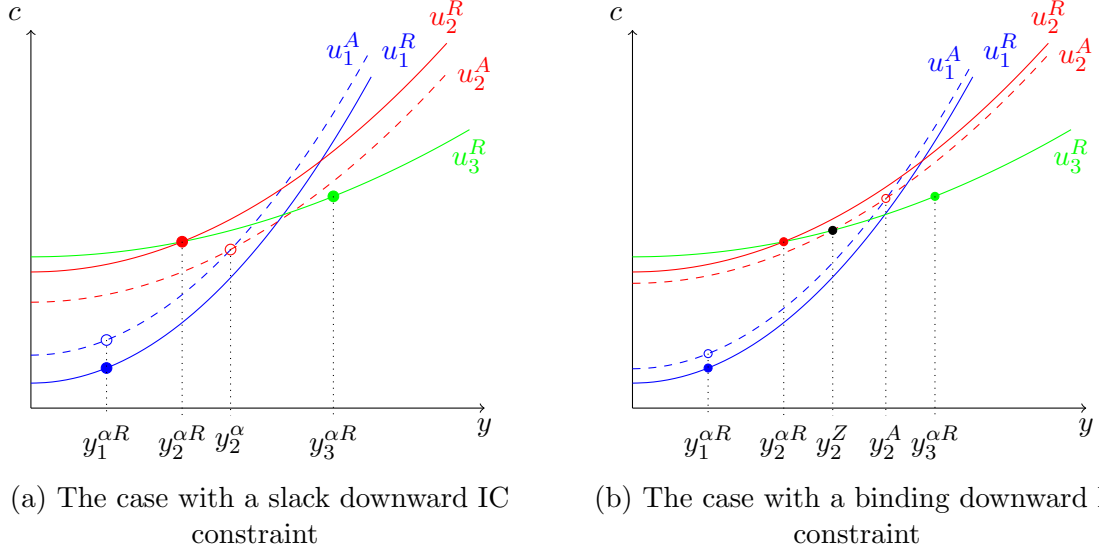 c
u_1^A
u_1^R
u_2^R
u_2^A
u_3^R
y
y_1^{αR}
y_2^{αR}
y_2^α
y_3^{αR}
(a) The case with a slack downward IC
constraint
c
u_1^A
u_1^R
u_2^R
u_2^A
u_3^R
y
y_1^{αR}
y_2^{αR}
y_2^Z
y_2^A
y_3^{αR}
(b) The case with a binding downward
constraint